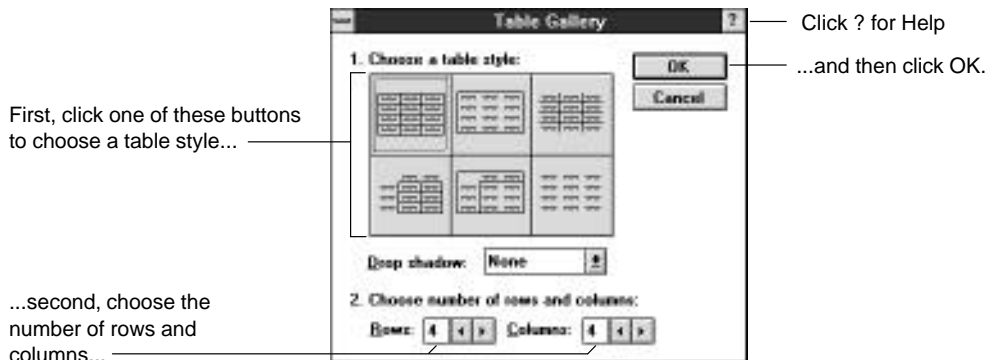 Table Gallery ?
Click ? for Help
1. Choose a table style:
OK
...and then click OK.
Cancel
First, click one of these buttons
to choose a table style...
Drop shadow: None
2. Choose number of rows and columns:
...second, choose the
number of rows and
columns...
Rows: 4 Columns: 4